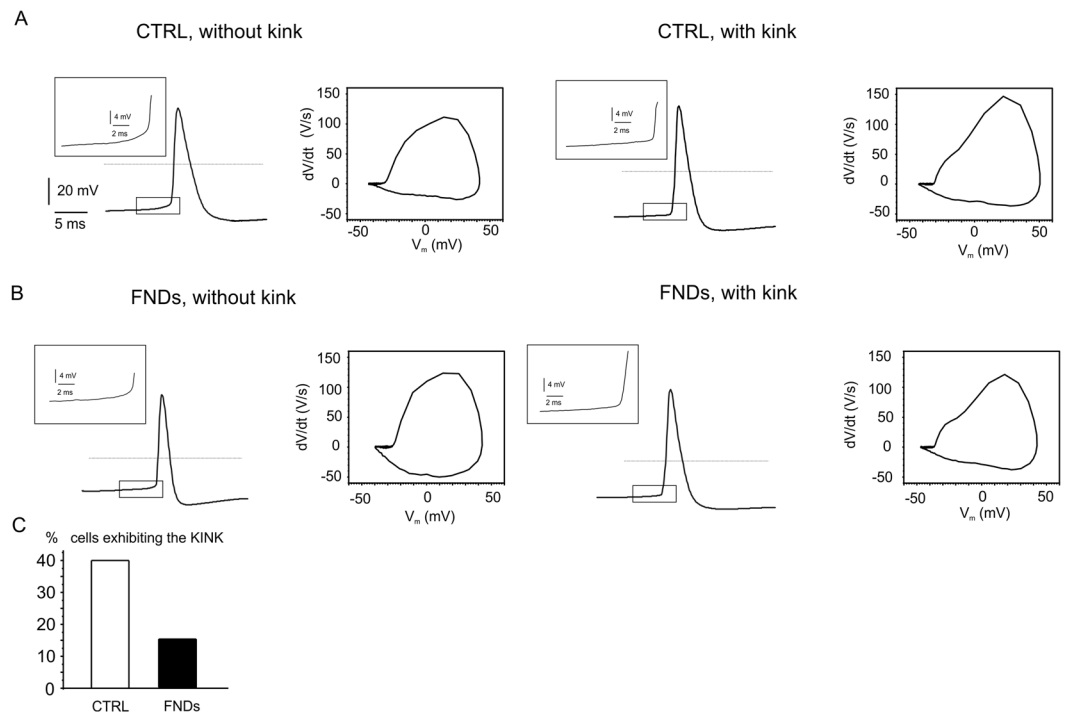 A
CTRL, without kink
CTRL, with kink
4 mV
2 ms
20 mV
5 ms
dV/dt (V/s)
150
100
50
0
-50
-50
0
50
Vm (mV)
4 mV
2 ms
dV/dt (V/s)
150
100
50
0
-50
-50
0
50
Vm (mV)
B
FNDs, without kink
FNDs, with kink
4 mV
2 ms
dV/dt (V/s)
150
100
50
0
-50
-50
0
50
Vm (mV)
4 mV
2 ms
dV/dt (V/s)
150
100
50
0
-50
-50
0
50
Vm (mV)
C
% cells exhibiting the KINK
40
30
20
10
0
CTRL
FNDs